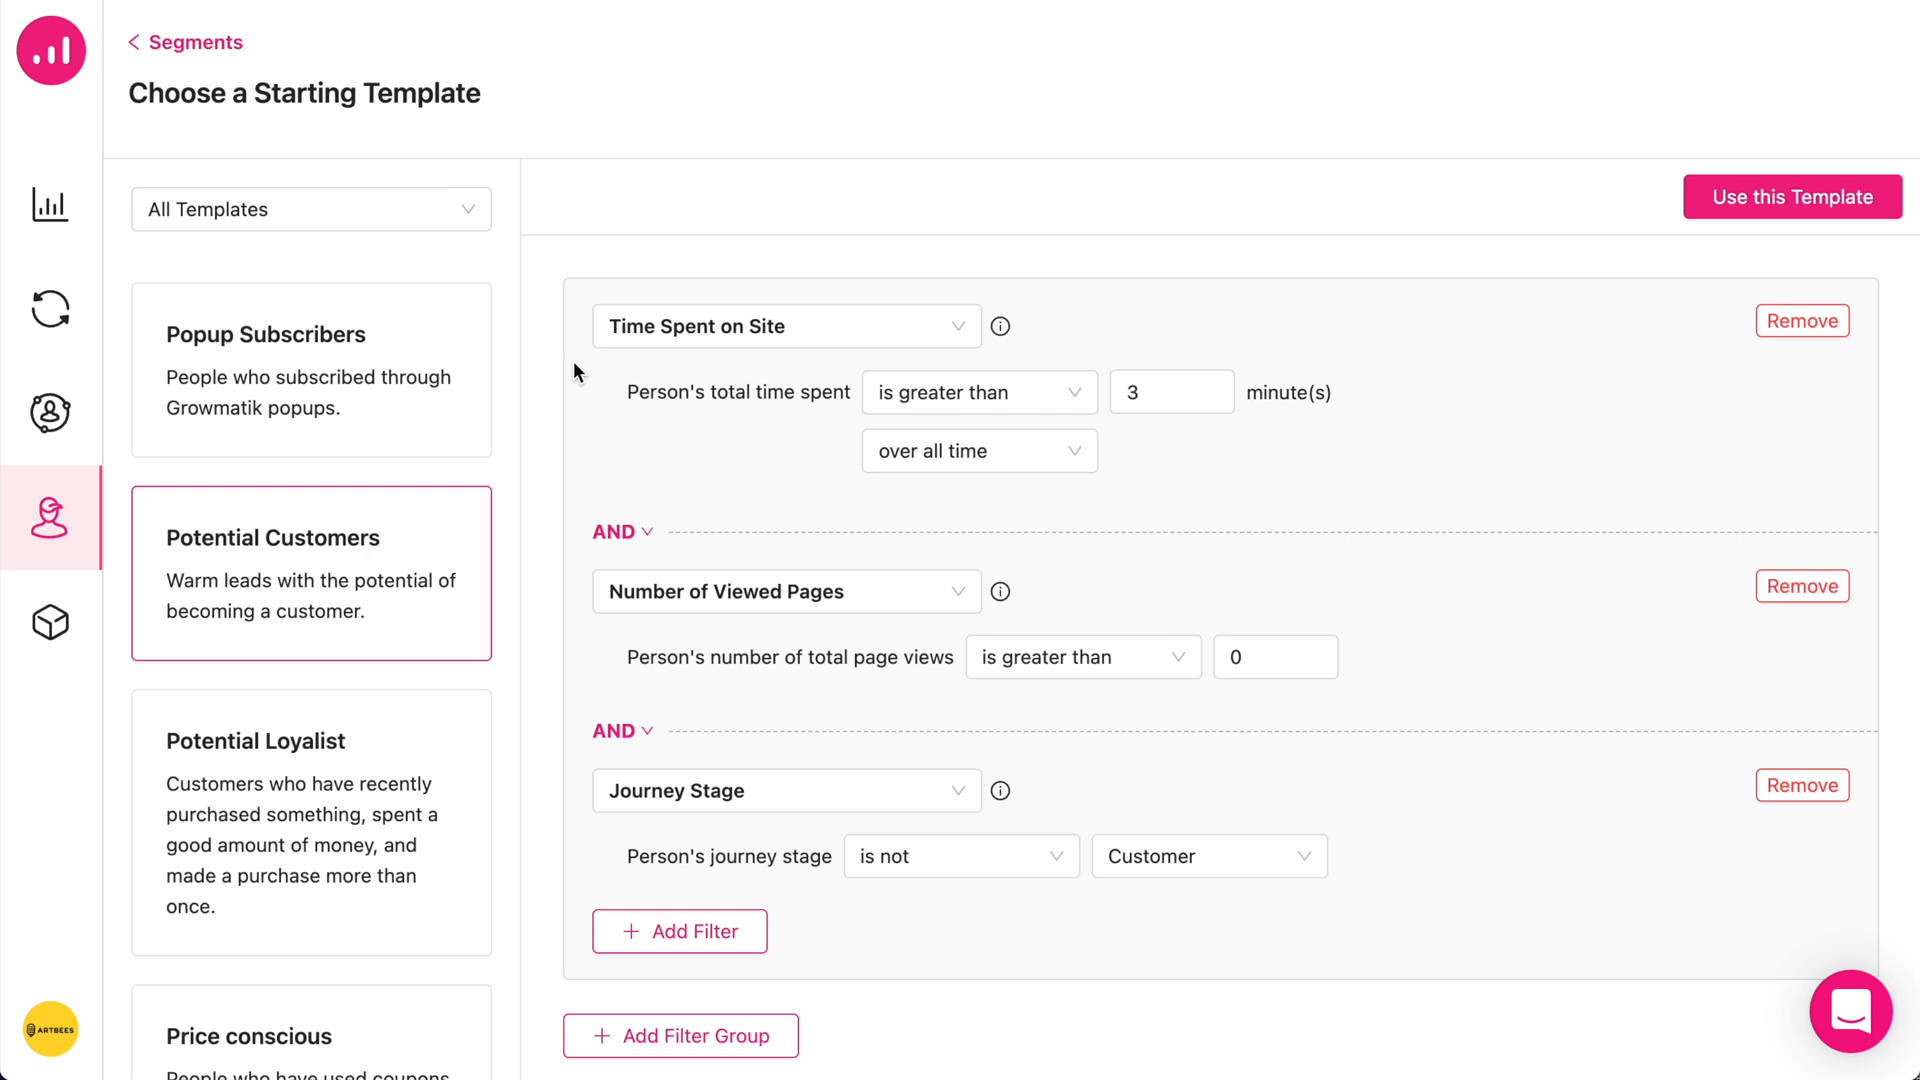 Segments
Choose a Starting Template
All Templates
Use this Template
Popup Subscribers
People who subscribed through
Growmatik popups.
Potential Customers
Warm leads with the potential of
becoming a customer.
Potential Loyalist
Customers who have recently
purchased something, spent a
good amount of money, and
made a purchase more than
once.
Price conscious
People who have used coupons
Time Spent on Site
Remove
Person's total time spent is greater than 3 minute(s)
over all time
AND
Number of Viewed Pages
Remove
Person's number of total page views is greater than 0
AND
Journey Stage
Remove
Person's journey stage is not Customer
+ Add Filter
+ Add Filter Group
ARTBEES